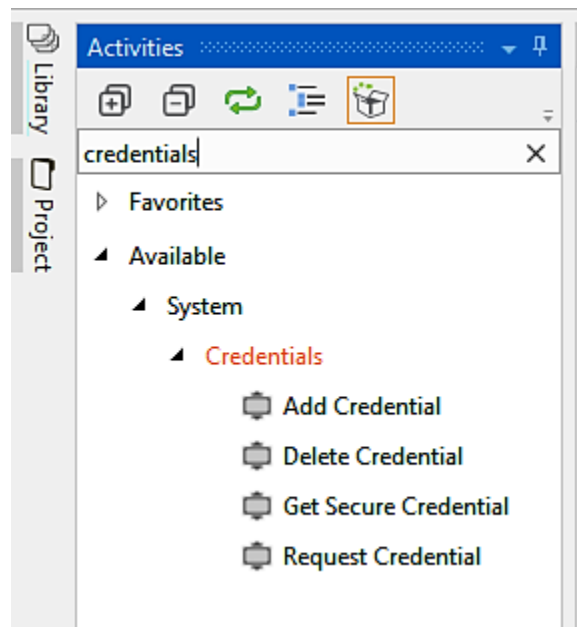 Library
Project
Activities
credentials
Favorites
Available
System
Credentials
Add Credential
Delete Credential
Get Secure Credential
Request Credential